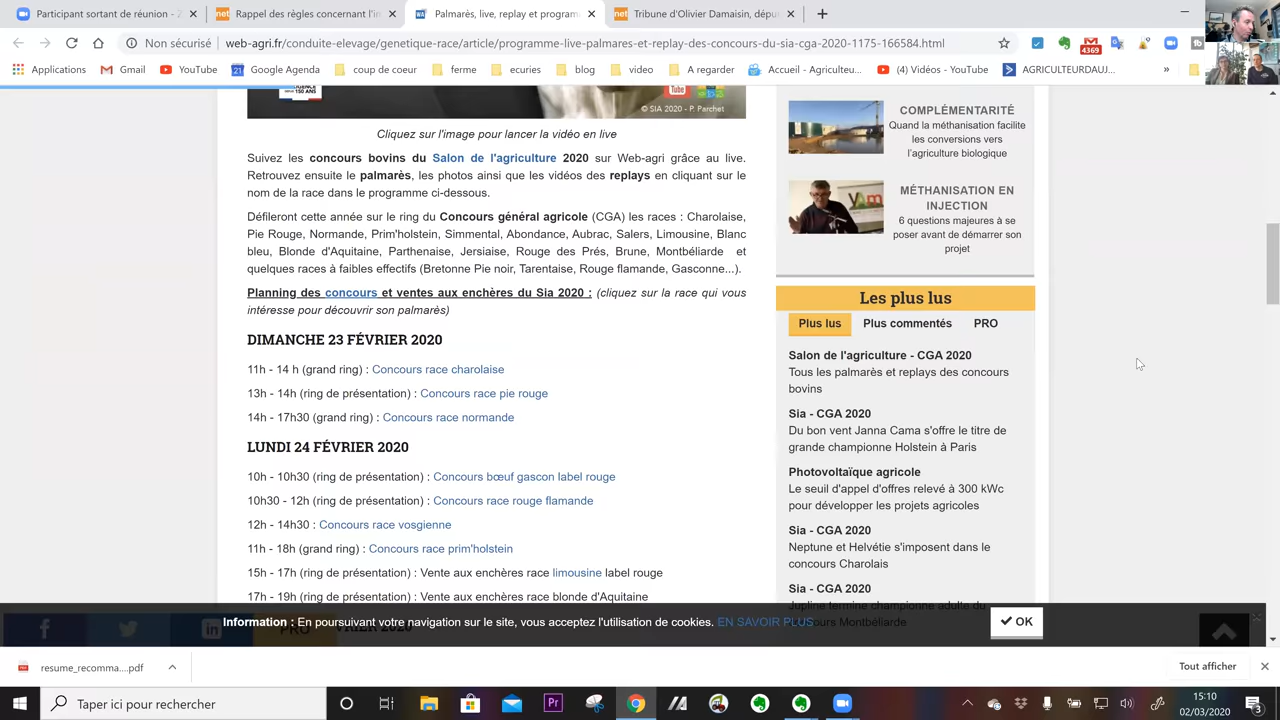 Participant sortant de réunion - Z
Rappel des règles concernant l'in
Palmarès, live, replay et program
Tribune d'Olivier Damaisin, dépu
Non sécurisé
web-agri.fr/conduite-elevage/genetique-race/article/programme-live-palmares-et-replay-des-concours-du-sia-cga-2020-1175-166584.html
4369
Applications
Gmail
YouTube
Google Agenda
coup de coeur
ferme
ecuries
blog
video
A regarder
Accueil - Agriculteu...
(4) Vidéos - YouTube
AGRICULTEURDAUJ...
»
150 ANS
© SIA 2020 - P. Parchet
Cliquez sur l'image pour lancer la vidéo en live
Suivez les concours bovins du Salon de l'agriculture 2020 sur Web-agri grâce au live.
Retrouvez ensuite le palmarès, les photos ainsi que les vidéos des replays en cliquant sur le
nom de la race dans le programme ci-dessous.
Défileront cette année sur le ring du Concours général agricole (CGA) les races : Charolaise,
Pie Rouge, Normande, Prim'holstein, Simmental, Abondance, Aubrac, Salers, Limousine, Blanc
bleu, Blonde d'Aquitaine, Parthenaise, Jersiaise, Rouge des Prés, Brune, Montbéliarde et
quelques races à faibles effectifs (Bretonne Pie noir, Tarentaise, Rouge flamande, Gasconne...).
Planning des concours et ventes aux enchères du Sia 2020 : (cliquez sur la race qui vous
intéresse pour découvrir son palmarès)
DIMANCHE 23 FÉVRIER 2020
11h - 14 h (grand ring) : Concours race charolaise
13h - 14h (ring de présentation) : Concours race pie rouge
14h - 17h30 (grand ring) : Concours race normande
LUNDI 24 FÉVRIER 2020
10h - 10h30 (ring de présentation) : Concours bœuf gascon label rouge
10h30 - 12h (ring de présentation) : Concours race rouge flamande
12h - 14h30 : Concours race vosgienne
11h - 18h (grand ring) : Concours race prim'holstein
15h - 17h (ring de présentation) : Vente aux enchères race limousine label rouge
17h - 19h (ring de présentation) : Vente aux enchères race blonde d'Aquitaine
COMPLÉMENTARITÉ
Quand la méthanisation facilite
les conversions vers
l'agriculture biologique
MÉTHANISATION EN
INJECTION
6 questions majeures à se
poser avant de démarrer son
projet
Les plus lus
Plus lus
Plus commentés
PRO
Salon de l'agriculture - CGA 2020
Tous les palmarès et replays des concours
bovins
Sia - CGA 2020
Du bon vent Janna Cama s'offre le titre de
grande championne Holstein à Paris
Photovoltaïque agricole
Le seuil d'appel d'offres relevé à 300 kWc
pour développer les projets agricoles
Sia - CGA 2020
Neptune et Helvétie s'imposent dans le
concours Charolais
Sia - CGA 2020
Jupline termine championne adulte du
PRO
Information : En poursuivant votre navigation sur le site, vous acceptez l'utilisation de cookies. EN SAVOIR PLUS
OK
resume_recomma....pdf
Tout afficher
Taper ici pour rechercher
Pr
15:10
02/03/2020
3